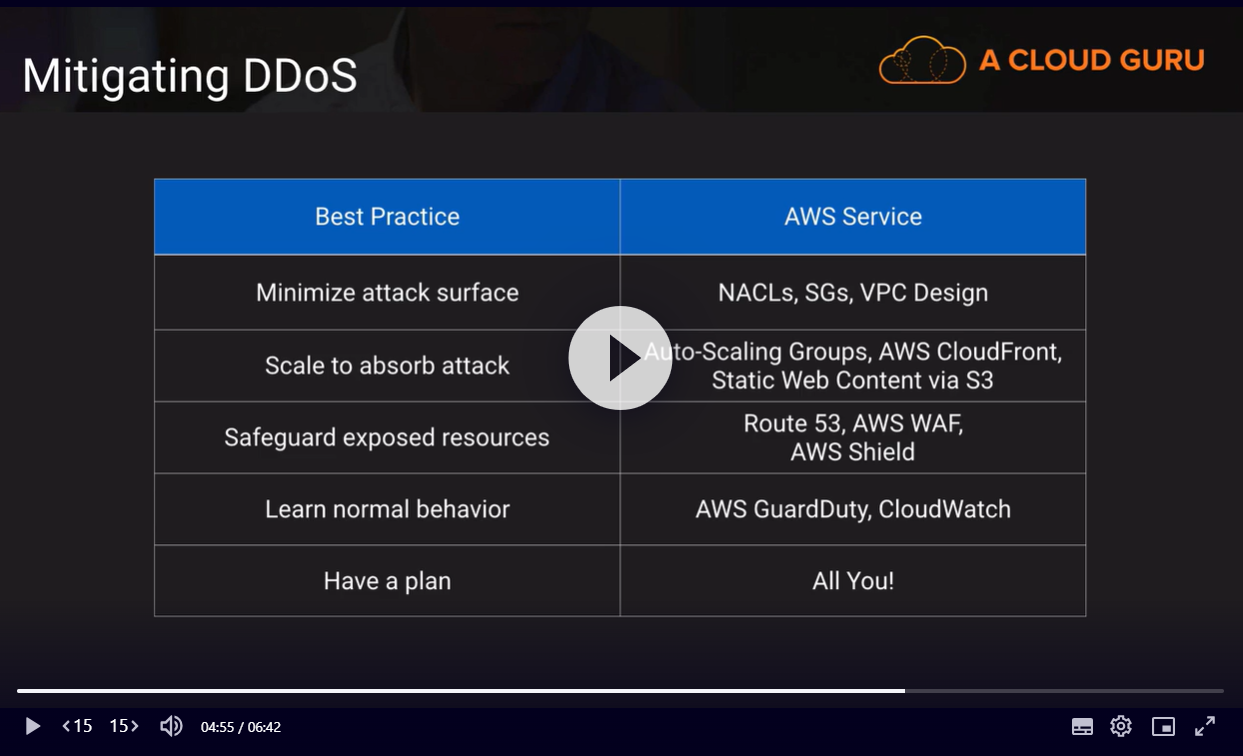 Mitigating DDoS
A CLOUD GURU
Best Practice
AWS Service
Minimize attack surface
NACLs, SGs, VPC Design
Scale to absorb attack
Auto-Scaling Groups, AWS CloudFront,
Static Web Content via S3
Safeguard exposed resources
Route 53, AWS WAF,
AWS Shield
Learn normal behavior
AWS GuardDuty, CloudWatch
Have a plan
All You!
<15 15>
04:55 / 06:42